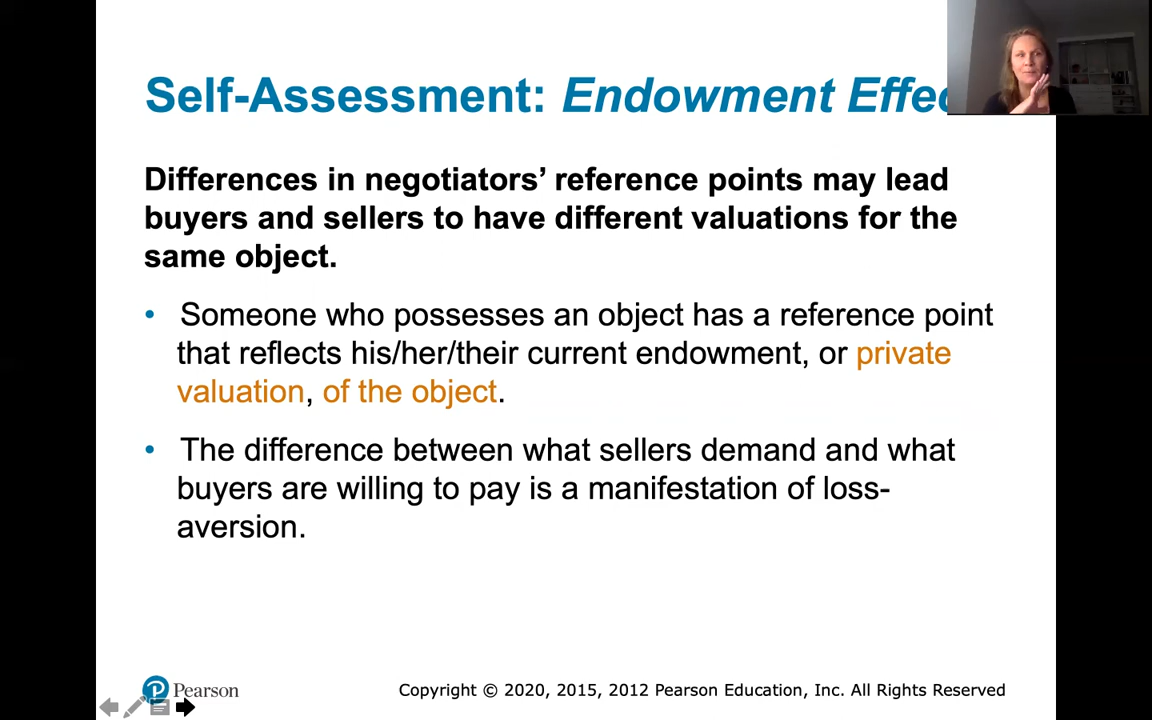 Self-Assessment: Endowment Effec
Differences in negotiators’ reference points may lead
buyers and sellers to have different valuations for the
same object.
• Someone who possesses an object has a reference point
that reflects his/her/their current endowment, or private
valuation, of the object.
• The difference between what sellers demand and what
buyers are willing to pay is a manifestation of loss-
aversion.
Pearson
Copyright © 2020, 2015, 2012 Pearson Education, Inc. All Rights Reserved